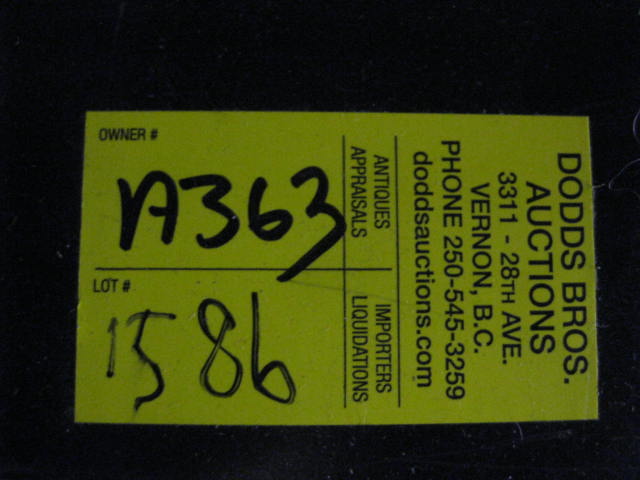 OWNER #
A363
LOT #
1586
ANTIQUES
APPRAISALS
IMPORTERS
LIQUIDATIONS
DODDS BROS.
AUCTIONS
3311 - 28TH AVE.
VERNON, B.C.
PHONE 250-545-3259
doddsauctions.com